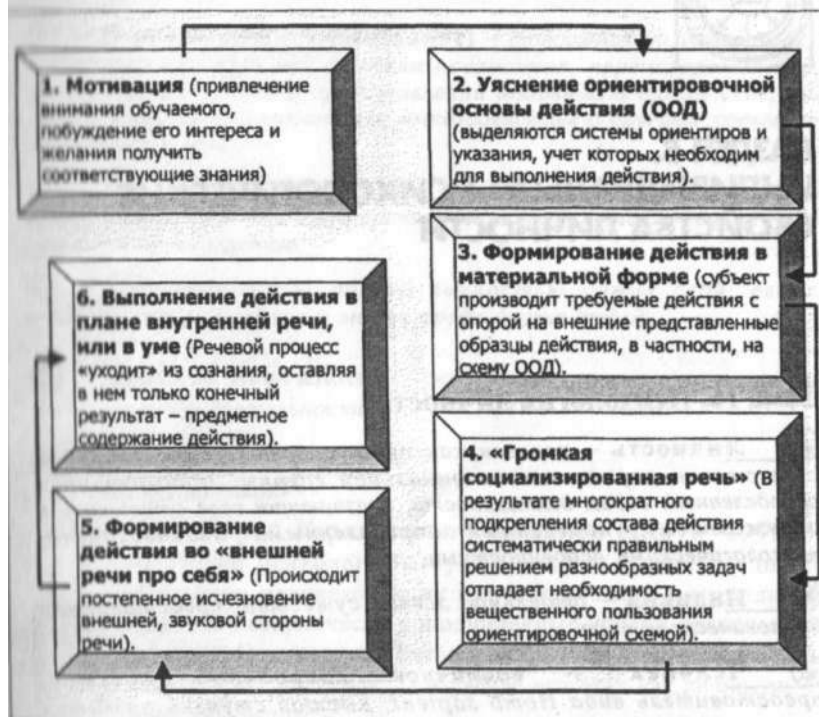 1. Мотивация (привлечение
внимания обучаемого,
побуждение его интереса и
желания получить
соответствующие знания)
2. Уяснение ориентировочной
основы действия (ООД)
(выделяются системы ориентиров и
указания, учет которых необходим
для выполнения действия).
3. Формирование действия в
материальной форме (субъект
производит требуемые действия с
опорой на внешние представленные
образцы действия, в частности, на
схему ООД).
4. «Громкая
социализированная речь» (В
результате многократного
подкрепления состава действия
систематически правильным
решением разнообразных задач
отпадает необходимость
пользования
ориентировочной схемой).
5. Формирование
действия во «внешней
речи про себя» (Происходит
постепенное исчезновение
внешней, звуковой стороны
речи).
6. Выполнение действия в
плане внутренней речи,
или в уме (Речевой процесс
«уходит» из сознания, оставляя
в нем только конечный
результат – предметное
содержание действия).